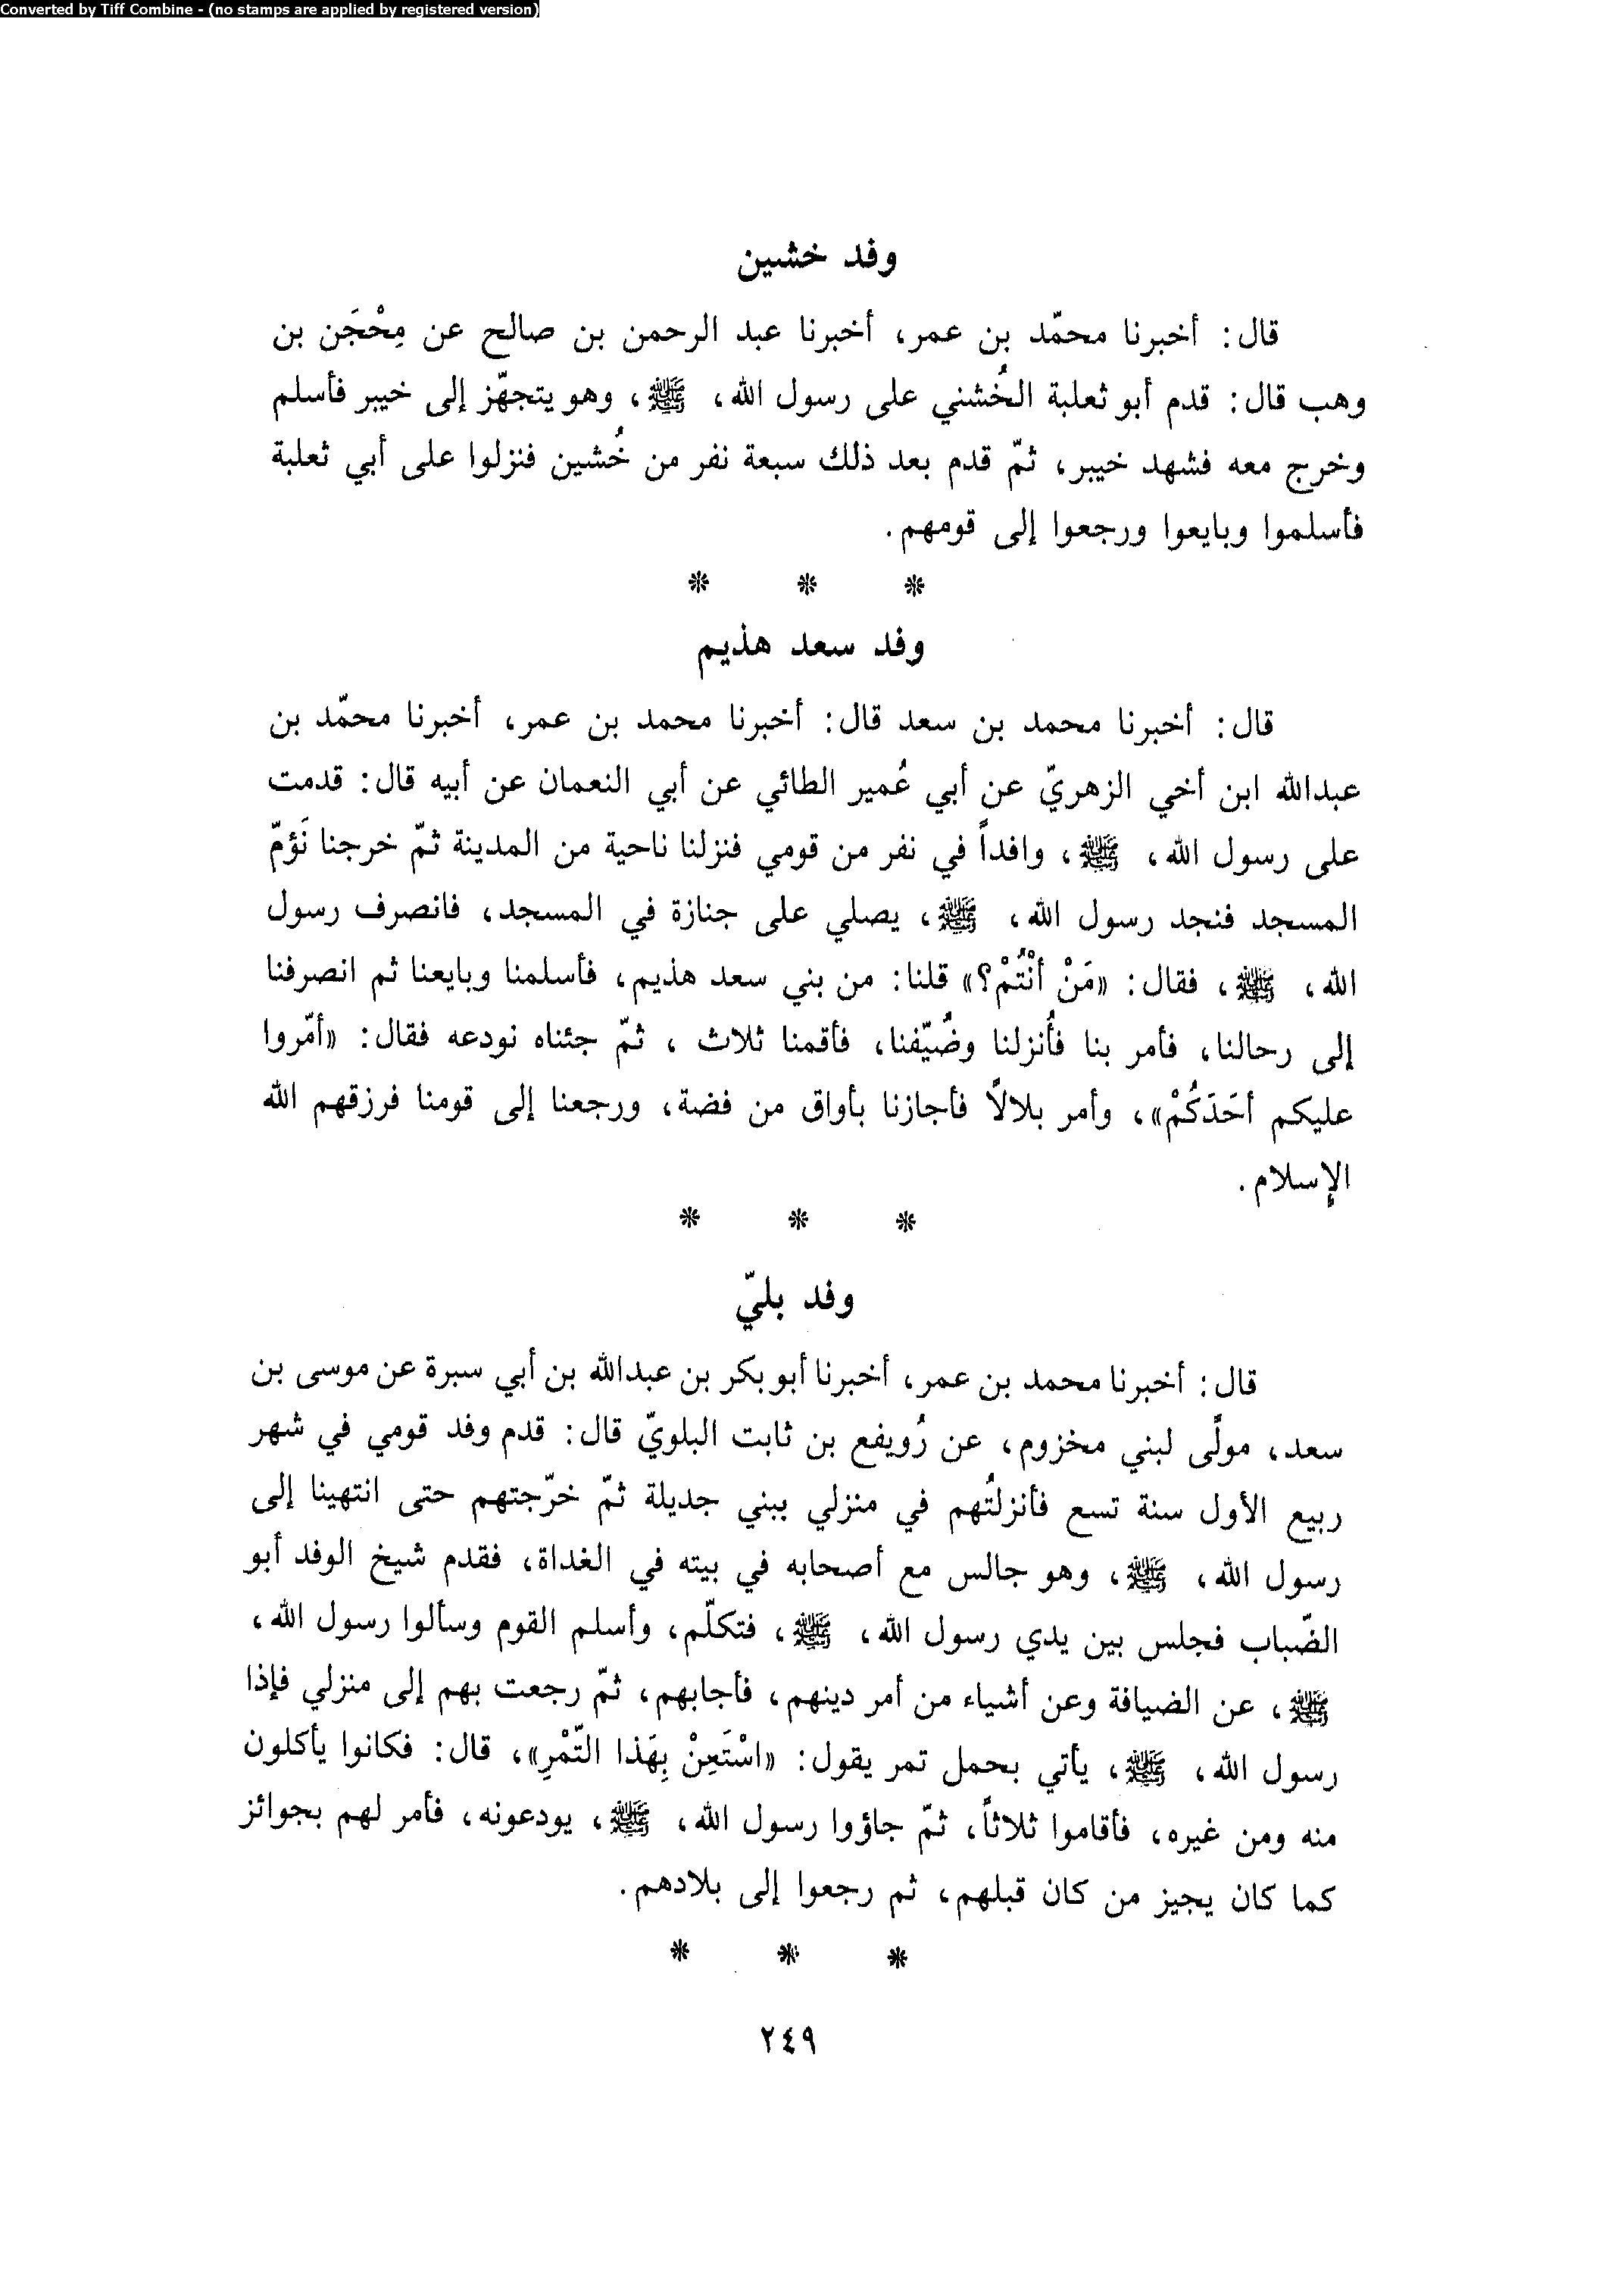 Converted by Tiff Combine - (no stamps are applied by registered version)
وفد خشين
قال: أخبرنا محمّد بن عمر، أخبرنا عبد الرحمن بن صالح عن مِحْجَن بن
وهب قال: قدم أبو ثعلبة الخُشني على رسول الله، ﷺ، وهو يتجهّز إلى خيبر فأسلم
وخرج معه فشهد خيبر، ثمّ قدم بعد ذلك سبعة نفر من خُشين فنزلوا على أبي ثعلبة
فأسلموا وبايعوا ورجعوا إلى قومهم.
* * *
وفد سعد هذيم
قال: أخبرنا محمد بن سعد قال: أخبرنا محمد بن عمر، أخبرنا محمّد بن
عبدالله ابن أخي الزهريّ عن أبي عُمير الطائي عن أبي النعمان عن أبيه قال: قدمت
على رسول الله، ﷺ، وافداً في نفر من قومي فنزلنا ناحية من المدينة ثمّ خرجنا نَؤمّ
المسجد فنجد رسول الله، ﷺ، يصلي على جنازة في المسجد، فانصرف رسول
الله، ﷺ، فقال: «مَنْ أنْتُمْ؟» قلنا: من بني سعد هذيم، فأسلمنا وبايعنا ثم انصرفنا
إلى رحالنا، فأمر بنا فأُنزلنا وضُيّفنا، فأقمنا ثلاث ، ثمّ جئناه نودعه فقال: «أمّروا
عليكم أحَدَكُمْ»، وأمر بلالًا فأجازنا بأواق من فضة، ورجعنا إلى قومنا فرزقهم الله
الإسلام.
* * *
وفد بليّ
قال: أخبرنا محمد بن عمر، أخبرنا أبو بكر بن عبدالله بن أبي سبرة عن موسى بن
سعد، مولًى لبني مخزوم، عن رُويفع بن ثابت البلويّ قال: قدم وفد قومي في شهر
ربيع الأول سنة تسع فأنزلتُهم في منزلي ببني جديلة ثمّ خرّجتهم حتى انتهينا إلى
رسول الله، ﷺ، وهو جالس مع أصحابه في بيته في الغداة، فقدم شيخ الوفد أبو
الضّباب فجلس بين يدي رسول الله، ﷺ، فتكلّم، وأسلم القوم وسألوا رسول الله،
ﷺ، عن الضيافة وعن أشياء من أمر دينهم، فأجابهم، ثمّ رجعت بهم إلى منزلي فإذا
رسول الله، ﷺ، يأتي بحمل تمر يقول: «اسْتَعِنْ بِهَذا التّمْرِ»، قال: فكانوا يأكلون
منه ومن غيره، فأقاموا ثلاثاً، ثمّ جاؤوا رسول الله، ﷺ، يودعونه، فأمر لهم بجوائز
كما كان يجيز من كان قبلهم، ثم رجعوا إلى بلادهم.
* * *
٢٤٩